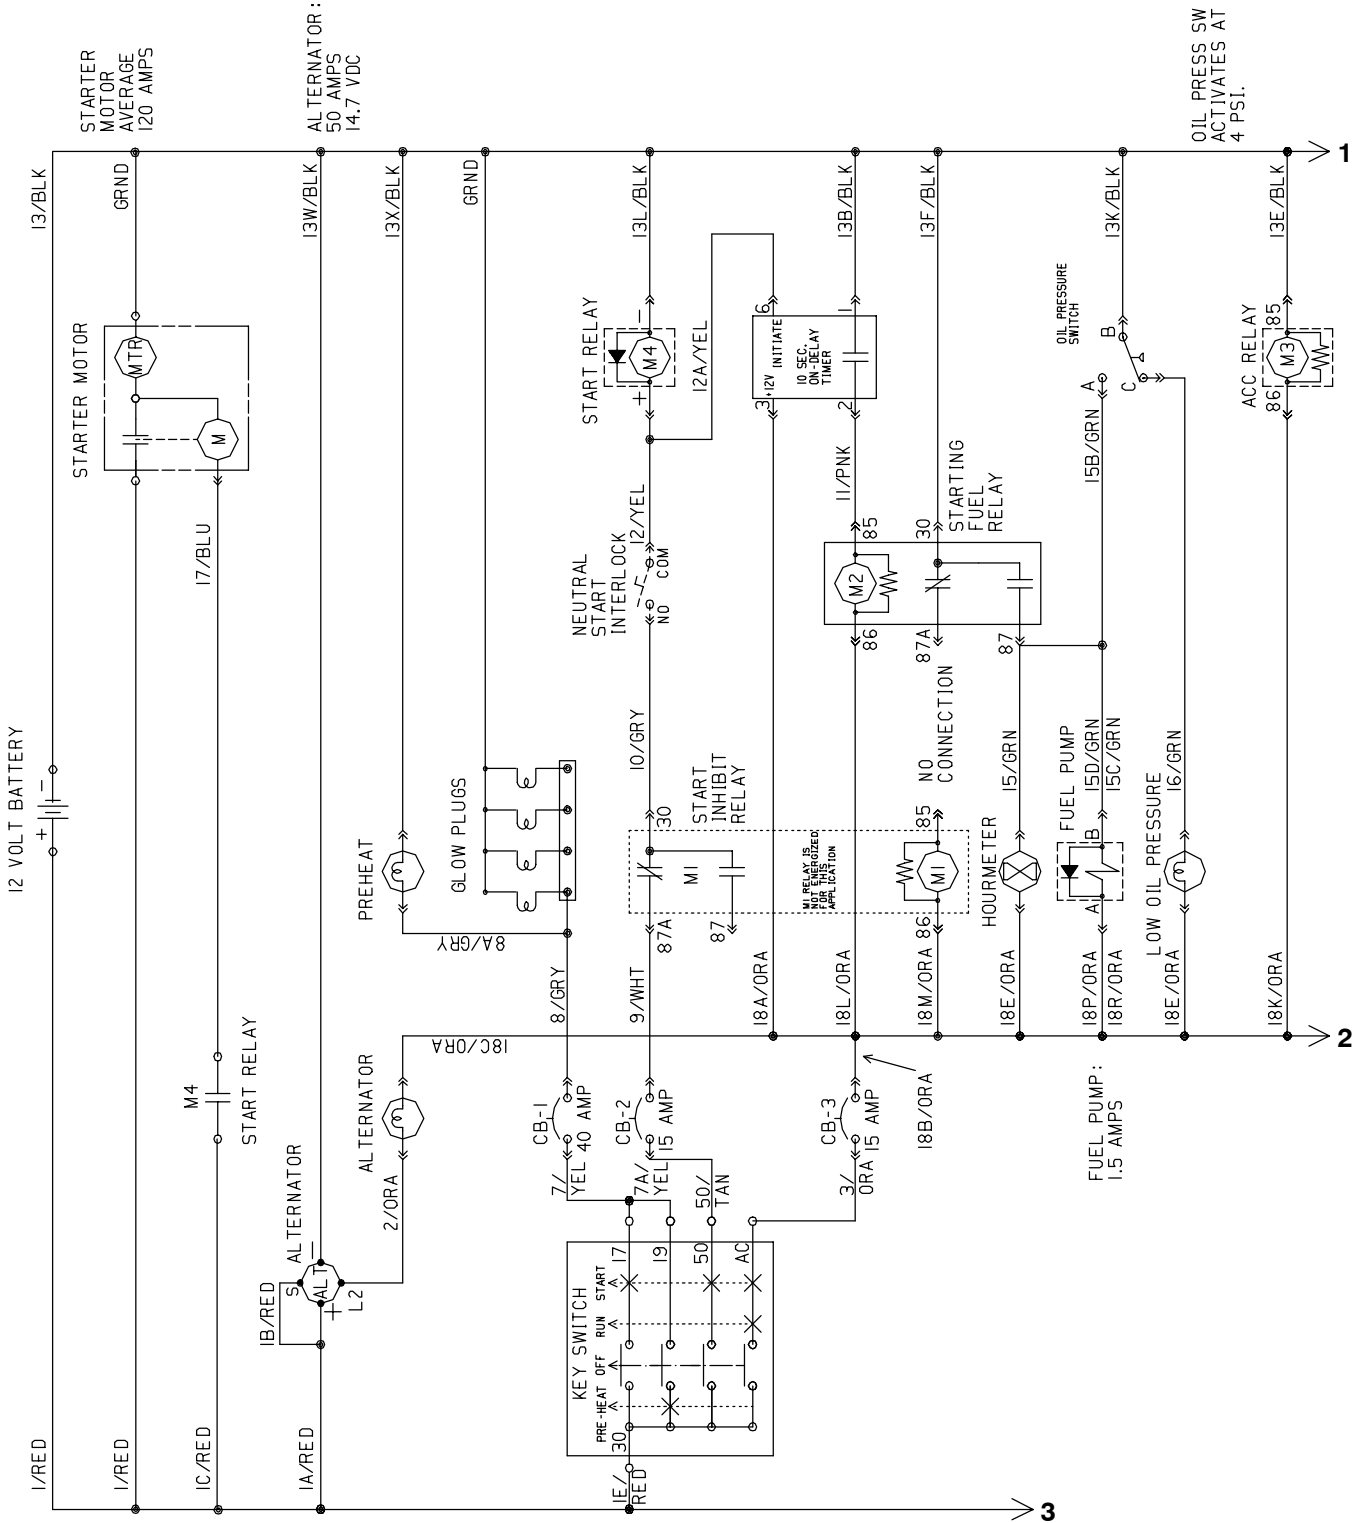 STARTER
MOTOR
AVERAGE
120 AMPS
ALTERNATOR:
50 AMPS
14.7 VDC
OIL PRESS SW
ACTIVATES AT
4 PSI.
13/BLK
GRND
13W/BLK
13X/BLK
GRND
13L/BLK
13B/BLK
13F/BLK
13K/BLK
13E/BLK
1
STARTER MOTOR
MTR
M
17/BLU
START RELAY
M4
+
-
12A/YEL
6
3
+12V INITIATE
10 SEC.
ON-DELAY
TIMER
1
2
OIL PRESSURE
SWITCH
B
A
C
ACC RELAY
85
M3
86
NEUTRAL
START
INTERLOCK
12/YEL
COM
NO
11/PNK
85
M2
86
30
87A
87
STARTING
FUEL
RELAY
15B/GRN
12 VOLT BATTERY
+
-
PREHEAT
GLOW PLUGS
8A/GRY
10/GRY
30
START
INHIBIT
RELAY
M1
87A
87
M1 RELAY IS
NOT ENERGIZED
FOR THIS
APPLICATION
NO
CONNECTION
85
M1
86
HOURMETER
15/GRN
FUEL PUMP
15D/GRN
15C/GRN
B
A
LOW OIL PRESSURE
16/GRN
8/GRY
9/WHT
18A/ORA
18L/ORA
18M/ORA
18E/ORA
18P/ORA
18R/ORA
18E/ORA
18K/ORA
2
18C/ORA
M4
START RELAY
ALTERNATOR
ALTERNATOR
S
ALT
-
+
L2
1B/RED
2/ORA
CB-1
40 AMP
7/
YEL
CB-2
15 AMP
7A/
YEL
50/
TAN
CB-3
15 AMP
3/
ORA
18B/ORA
FUEL PUMP:
1.5 AMPS
KEY SWITCH
PRE-HEAT OFF RUN START
30
17
19
50
AC
1/RED
1/RED
1C/RED
1A/RED
1E/
RED
3